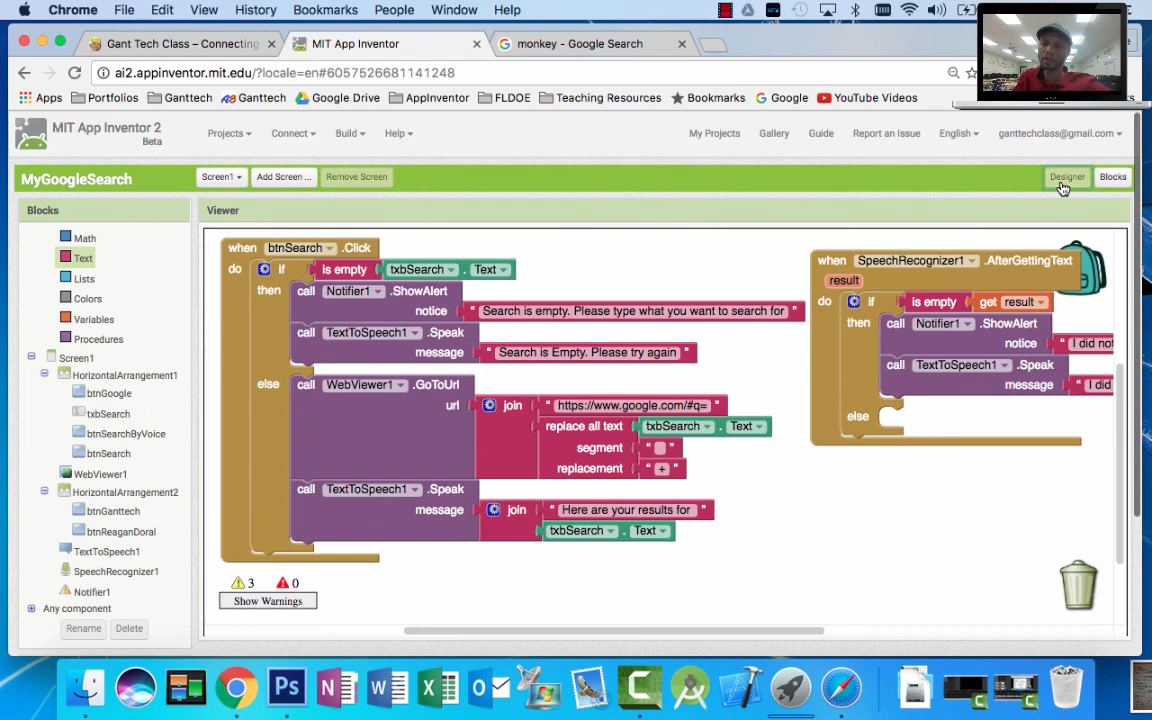 Chrome File Edit View History Bookmarks People Window Help
Gant Tech Class – Connecting
MIT App Inventor 2
monkey - Google Search
ai2.appinventor.mit.edu/?locale=en#6057526681141248
Apps Portfolios Ganttech Ganttech Google Drive AppInventor FLDOE Teaching Resources Bookmarks Google YouTube Videos
MIT App Inventor 2
Beta
Projects Connect Build Help My Projects Gallery Guide Report an Issue English ganttechclass@gmail.com
MyGoogleSearch Screen1 Add Screen ... Remove Screen Designer Blocks
Blocks
Viewer
Math
Text
Lists
Colors
Variables
Procedures
Screen1
HorizontalArrangement1
btnGoogle
txbSearch
btnSearchByVoice
btnSearch
WebViewer1
HorizontalArrangement2
btnGanttech
btnReaganDoral
TextToSpeech1
SpeechRecognizer1
Notifier1
Any component
Rename Delete
when btnSearch .Click
do if is empty txbSearch . Text
then call Notifier1 .ShowAlert
notice " Search is empty. Please type what you want to search for "
call TextToSpeech1 .Speak
message " Search is Empty. Please try again "
else call WebViewer1 .GoToUrl
url join " https://www.google.com/#q= "
replace all text txbSearch . Text
segment " "
replacement " + "
call TextToSpeech1 .Speak
message join " Here are your results for "
txbSearch . Text
3 0
Show Warnings
when SpeechRecognizer1 .AfterGettingText
result
do if is empty get result
then call Notifier1 .ShowAlert
notice " I did not
call TextToSpeech1 .Speak
message " I did
else